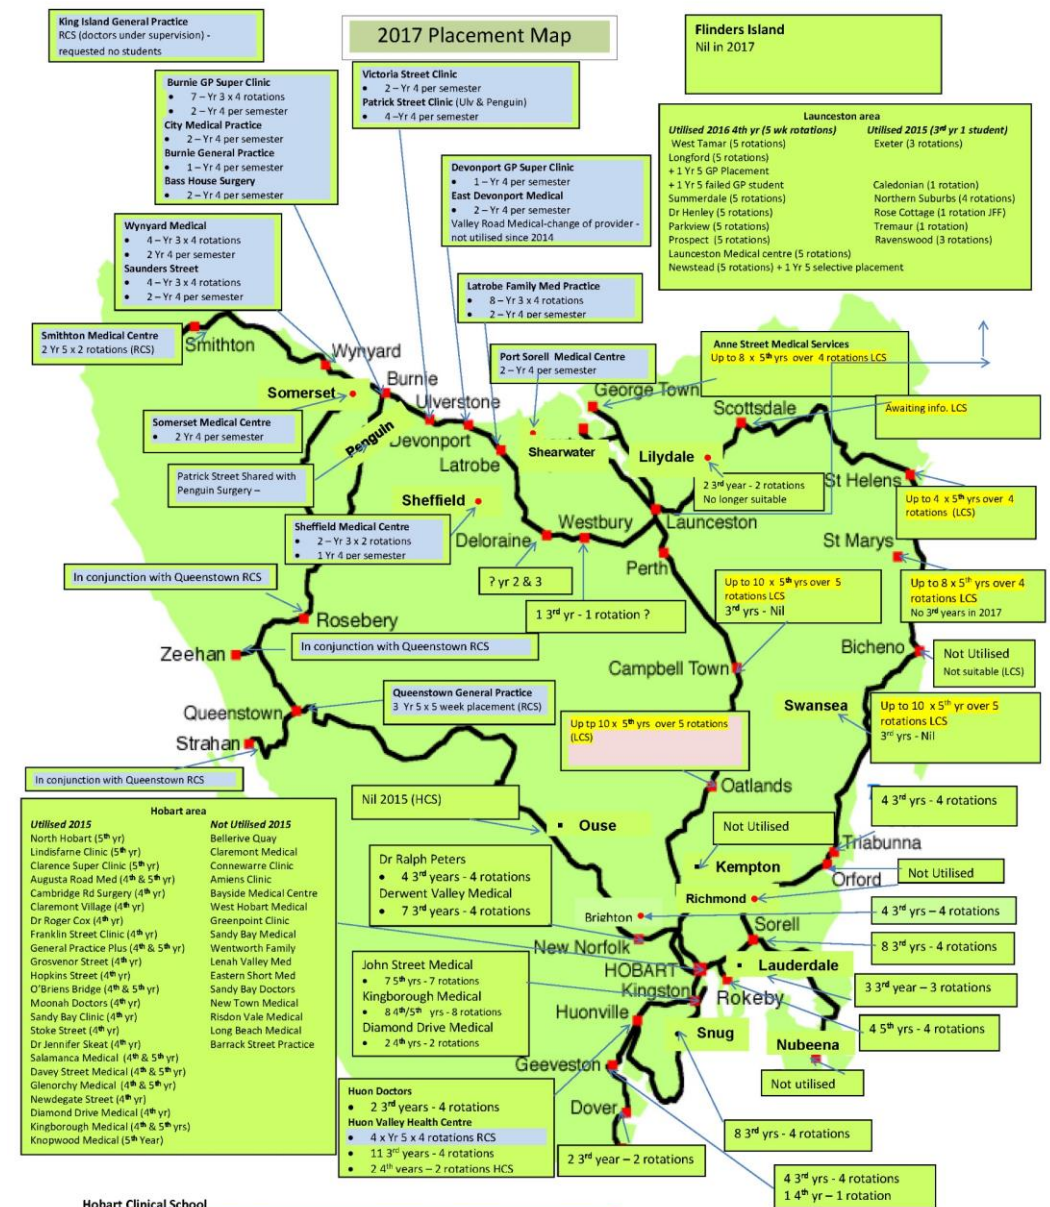 King Island General Practice
RCS (doctors under supervision) -
requested no students
2017 Placement Map
Flinders Island
Nil in 2017
Burnie GP Super Clinic
• 7 – Yr 3 x 4 rotations
• 2 – Yr 4 per semester
City Medical Practice
• 2 – Yr 4 per semester
Burnie General Practice
• 1 – Yr 4 per semester
Bass House Surgery
• 2 – Yr 4 per semester
Victoria Street Clinic
• 2 – Yr 4 per semester
Patrick Street Clinic (Ulv & Penguin)
• 4 –Yr 4 per semester
Launceston area
Utilised 2016 4th yr (5 wk rotations) Utilised 2015 (3rd yr 1 student)
West Tamar (5 rotations) Exeter (3 rotations)
Longford (5 rotations)
+ 1 Yr 5 GP Placement
+ 1 Yr 5 failed GP student Caledonian (1 rotation)
Summerdale (5 rotations) Northern Suburbs (4 rotations)
Dr Henley (5 rotations) Rose Cottage (1 rotation JFF)
Parkview (5 rotations) Tremaur (1 rotation)
Prospect (5 rotations) Ravenswood (3 rotations)
Launceston Medical centre (5 rotations)
Newstead (5 rotations) + 1 Yr 5 selective placement
Devonport GP Super Clinic
• 1 – Yr 4 per semester
East Devonport Medical
• 2 – Yr 4 per semester
Valley Road Medical-change of provider -
not utilised since 2014
Wynyard Medical
• 4 – Yr 3 x 4 rotations
• 2 Yr 4 per semester
Saunders Street
• 4 – Yr 3 x 4 rotations
• 2 – Yr 4 per semester
Latrobe Family Med Practice
• 8 – Yr 3 x 4 rotations
• 2 – Yr 4 per semester
Smithton Medical Centre
2 Yr 5 x 2 rotations (RCS)
Smithton
Wynyard
Port Sorell Medical Centre
2 – Yr 4 per semester
Anne Street Medical Services
Up to 8 x 5th yrs over 4 rotations LCS
Burnie
Somerset
Ulverstone
George Town
Scottsdale
Awaiting info. LCS
Somerset Medical Centre
• 2 Yr 4 per semester
Penguin
Devonport
Latrobe
Shearwater
Lilydale
Patrick Street Shared with
Penguin Surgery –
2 3rd year - 2 rotations
No longer suitable
St Helens
Up to 4 x 5th yrs over 4
rotations (LCS)
Sheffield
Sheffield Medical Centre
• 2 – Yr 3 x 2 rotations
• 1 Yr 4 per semester
Westbury
Launceston
Deloraine
St Marys
Perth
In conjunction with Queenstown RCS
? yr 2 & 3
1 3rd yr - 1 rotation ?
Up to 10 x 5th yrs over 5
rotations LCS
3rd yrs - Nil
Up to 8 x 5th yrs over 4
rotations LCS
No 3rd years in 2017
Rosebery
Zeehan
In conjunction with Queenstown RCS
Bicheno
Not Utilised
Not suitable (LCS)
Campbell Town
Queenstown General Practice
3 Yr 5 x 5 week placement (RCS)
Queenstown
Swansea
Up to 10 x 5th yr over 5
rotations LCS
3rd yrs - Nil
Up tp 10 x 5th yrs over 5 rotations
(LCS)
Strahan
In conjunction with Queenstown RCS
Oatlands
Nil 2015 (HCS)
4 3rd yrs - 4 rotations
Hobart area
Utilised 2015 Not Utilised 2015
North Hobart (5th yr) Bellerive Quay
Lindisfarne Clinic (5th yr) Claremont Medical
Clarence Super Clinic (5th yr) Connewarre Clinic
Augusta Road Med (4th & 5th yr) Amiens Clinic
Cambridge Rd Surgery (4th yr) Bayside Medical Centre
Claremont Village (4th yr) West Hobart Medical
Dr Roger Cox (4th yr) Greenpoint Clinic
Franklin Street Clinic (4th yr) Sandy Bay Medical
General Practice Plus (4th & 5th yr) Wentworth Family
Grosvenor Street (4th yr) Lenah Valley Med
Hopkins Street (4th yr) Eastern Short Med
O'Briens Bridge (4th & 5th yr) Sandy Bay Doctors
Moonah Doctors (4th yr) New Town Medical
Sandy Bay Clinic (4th yr) Risdon Vale Medical
Stoke Street (4th yr) Long Beach Medical
Dr Jennifer Skeat (4th yr) Barrack Street Practice
Salamanca Medical (4th & 5th yr)
Davey Street Medical (4th & 5th yr)
Glenorchy Medical (4th & 5th yr)
Newdegate Street (4th yr)
Diamond Drive Medical (4th yr)
Kingborough Medical (4th & 5th yrs)
Knopwood Medical (5th Year)
Ouse
Not Utilised
Triabunna
Dr Ralph Peters
• 4 3rd years - 4 rotations
Derwent Valley Medical
• 7 3rd years - 4 rotations
Kempton
Orford
Not Utilised
Richmond
Brighton
4 3rd yrs – 4 rotations
New Norfolk
Sorell
8 3rd yrs - 4 rotations
HOBART
Lauderdale
John Street Medical
• 7 5th yrs - 7 rotations
Kingborough Medical
• 8 4th/5th yrs - 8 rotations
Diamond Drive Medical
• 2 4th yrs - 2 rotations
Kingston
Rokeby
3 3rd year – 3 rotations
Huonville
Snug
4 5th yrs - 4 rotations
Nubeena
Geeveston
Not utilised
Huon Doctors
• 2 3rd years - 4 rotations
Huon Valley Health Centre
• 4 x Yr 5 x 4 rotations RCS
• 11 3rd years - 4 rotations
• 2 4th years – 2 rotations HCS
Dover
8 3rd yrs - 4 rotations
2 3rd year – 2 rotations
4 3rd yrs - 4 rotations
1 4th yr – 1 rotation
Hobart Clinical School